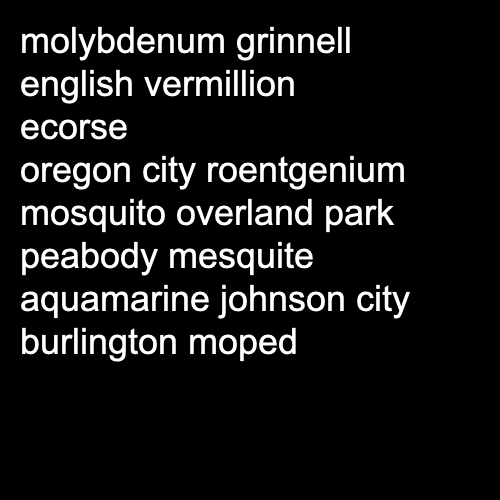 molybdenum grinnell
english vermillion
ecorse
oregon city roentgenium
mosquito overland park
peabody mesquite
aquamarine johnson city
burlington moped